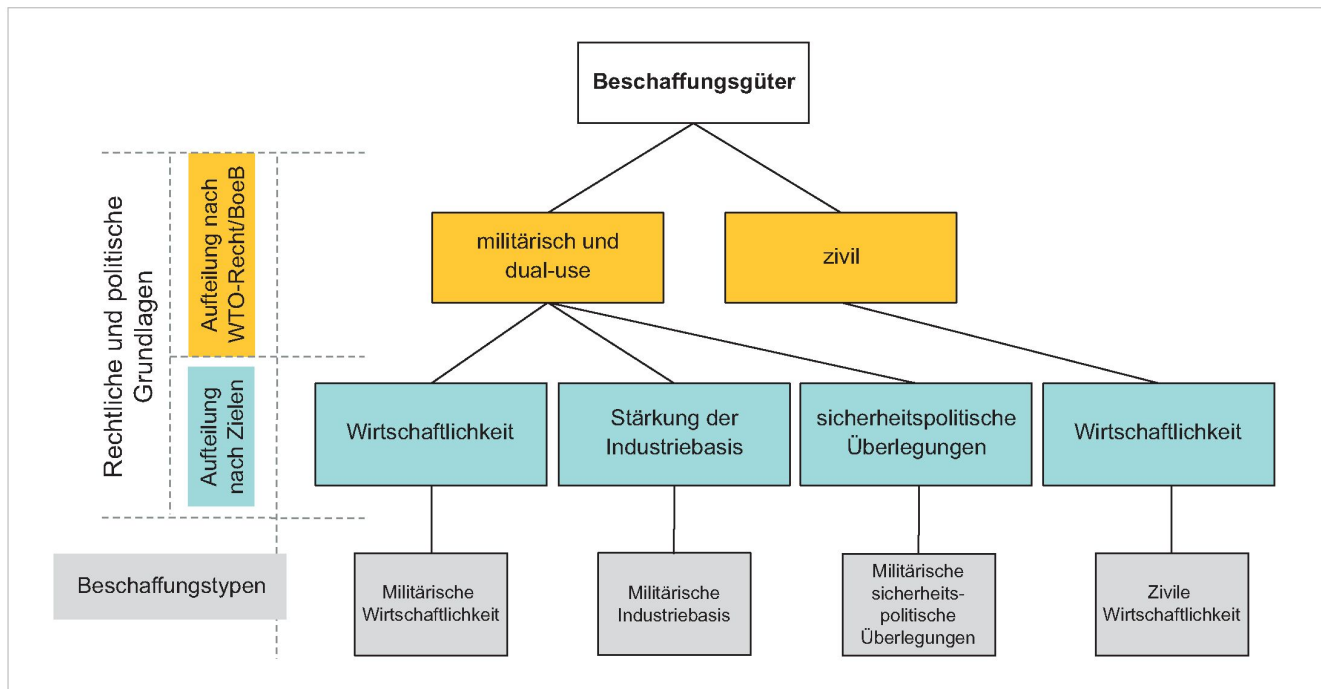 Beschaffungsgüter
Rechtliche und politische
Grundlagen
Aufteilung nach
WTO-Recht/BoeB
militärisch und
dual-use
zivil
Aufteilung
nach Zielen
Wirtschaftlichkeit
Stärkung der
Industriebasis
sicherheitspolitische
Überlegungen
Wirtschaftlichkeit
Beschaffungstypen
Militärische
Wirtschaftlichkeit
Militärische
Industriebasis
Militärische
sicherheits-
politische
Überlegungen
Zivile
Wirtschaftlichkeit